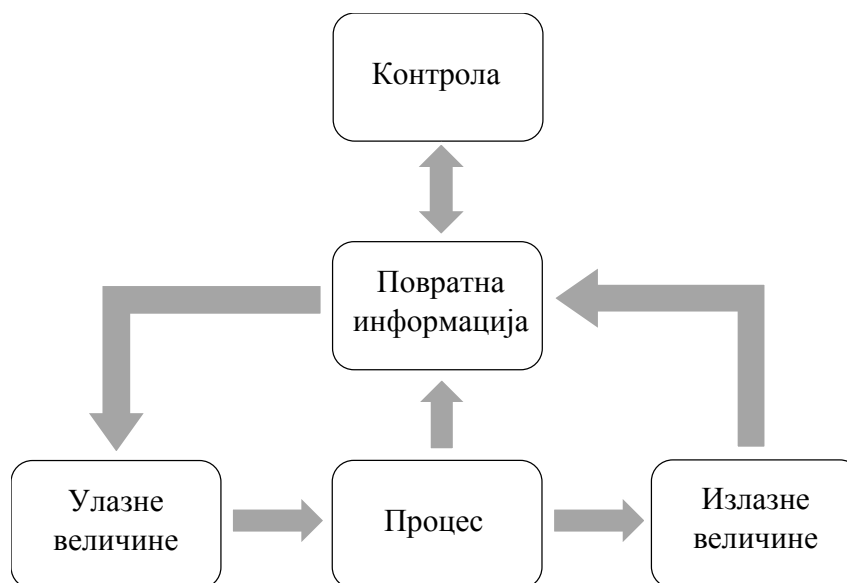 Контрола
Повратна
информација
Улазне
величине
Процес
Излазне
величине